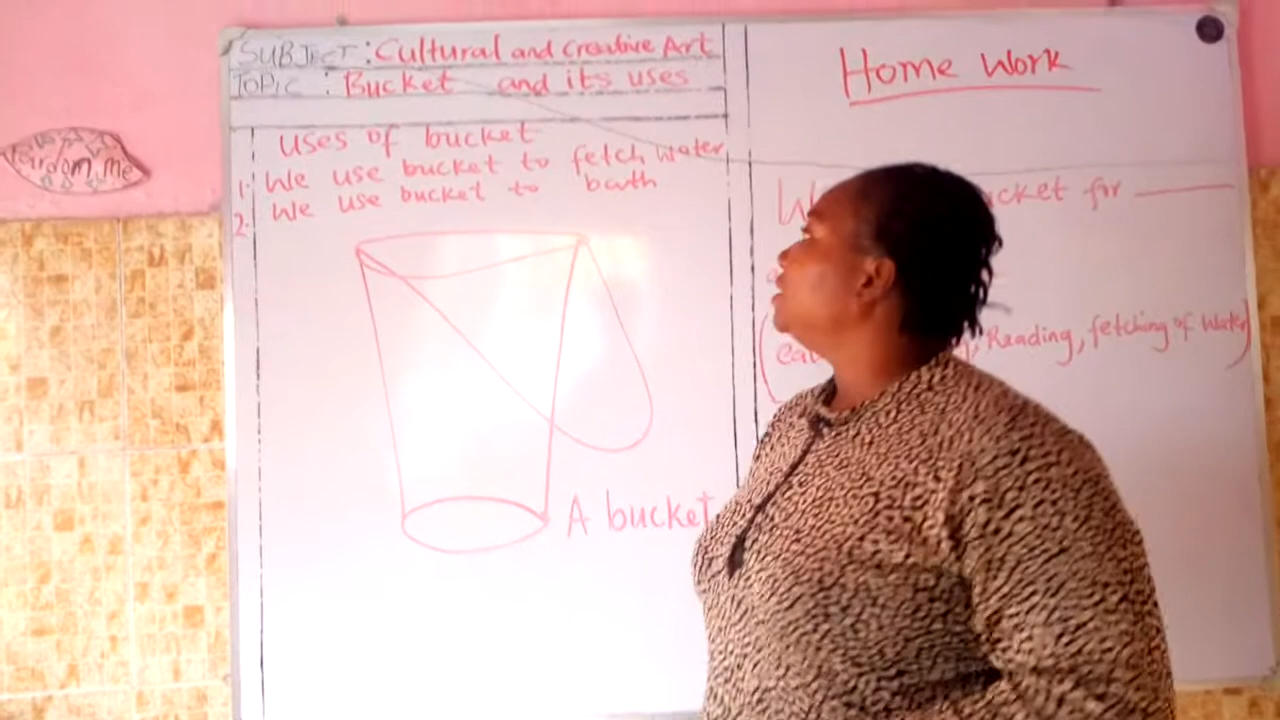 SUBJECT : Cultural and Creative Art
TOPIC : Bucket and its uses
uses of bucket
1. We use bucket to fetch water
2. We use bucket to bath
A bucket
Home Work
for
, Reading, fetching of water)
me